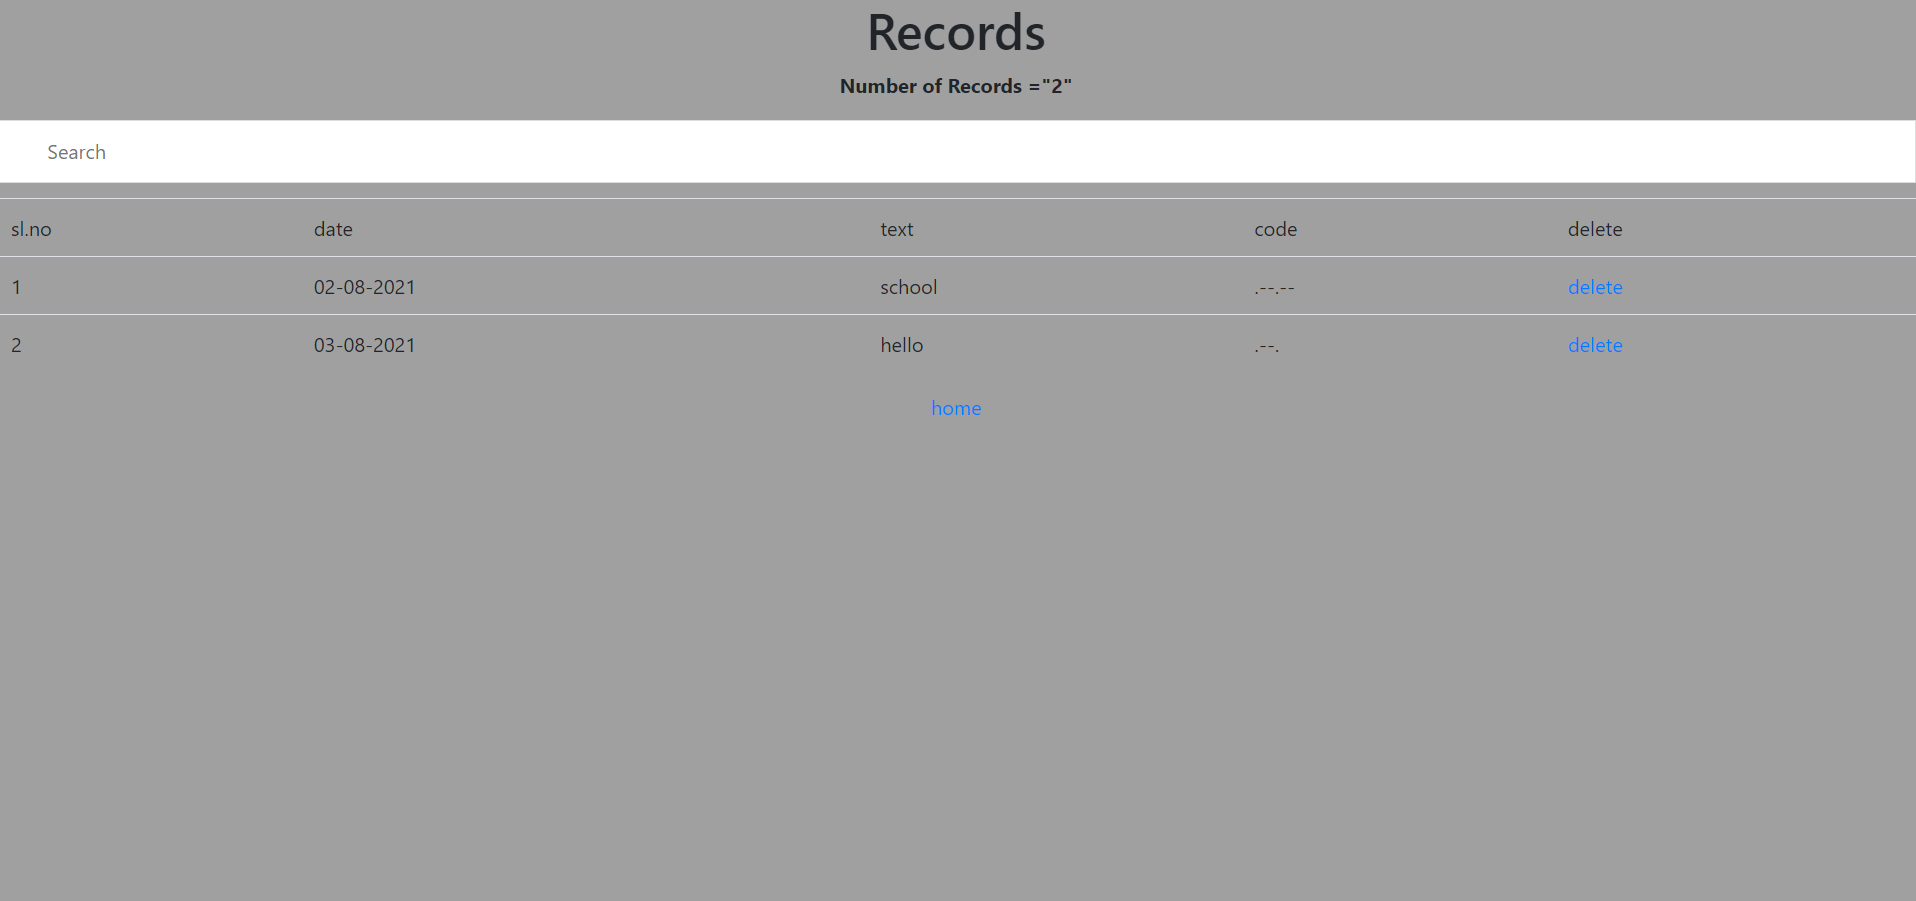 Records
Number of Records ="2"
Search
sl.no date text code delete
1 02-08-2021 school .--.-- delete
2 03-08-2021 hello .--. delete
home